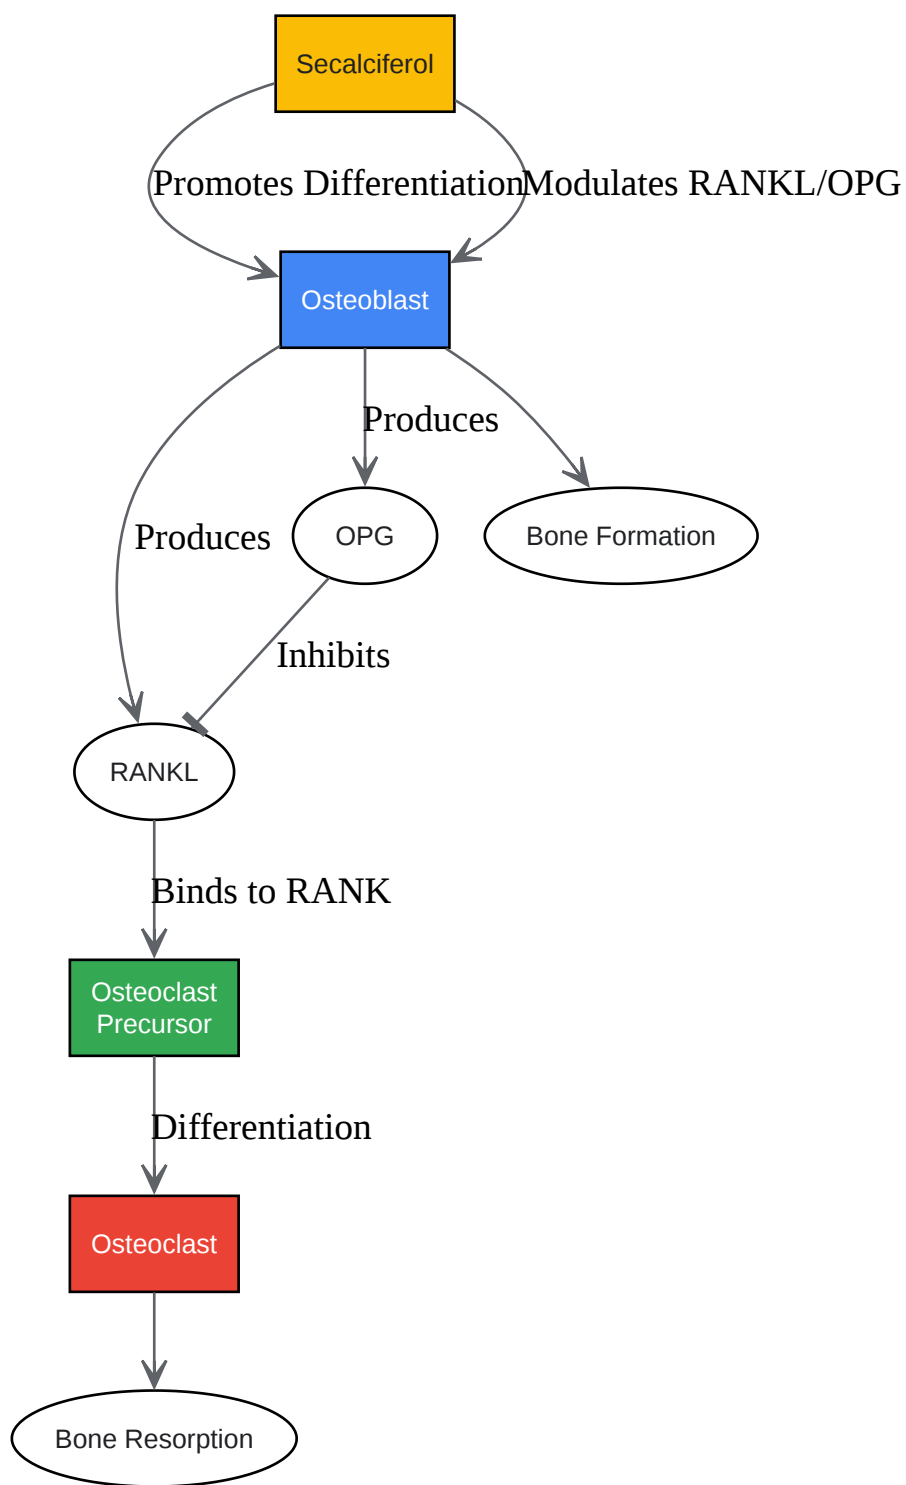 Secalciferol
Promotes Differentiation
Modulates RANKL/OPG
Osteoblast
Produces
Produces
OPG
Bone Formation
Inhibits
RANKL
Binds to RANK
Osteoclast
Precursor
Differentiation
Osteoclast
Bone Resorption